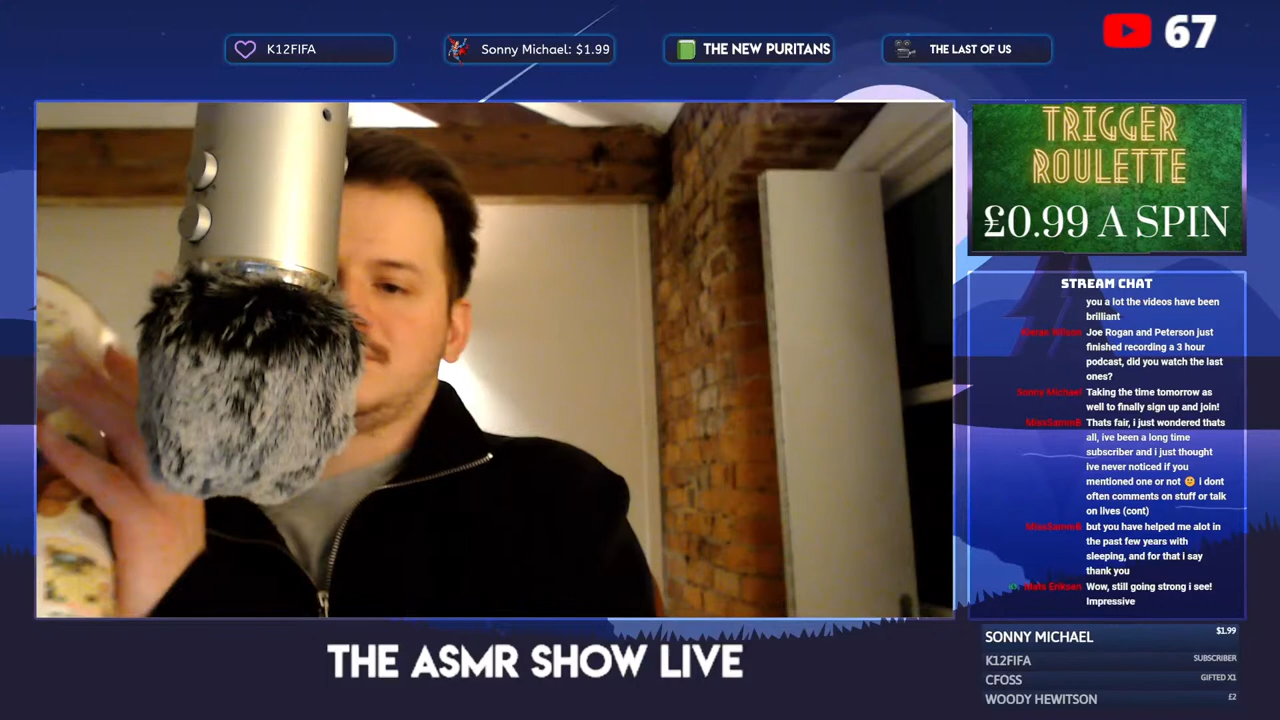 K12FIFA
Sonny Michael: $1.99
THE NEW PURITANS
THE LAST OF US
67
TRIGGER
ROULETTE
£0.99 A SPIN
STREAM CHAT
you a lot the videos have been
brilliant
Kieran Wilson Joe Rogan and Peterson just
finished recording a 3 hour
podcast, did you watch the last
ones?
Sonny Michael Taking the time tomorrow as
well to finally sign up and join!
MissSammB Thats fair, i just wondered thats
all, ive been a long time
subscriber and i just thought
ive never noticed if you
mentioned one or not 🙂 i dont
often comments on stuff or talk
on lives (cont)
MissSammB but you have helped me alot in
the past few years with
sleeping, and for that i say
thank you
Mats Eriksen Wow, still going strong i see!
Impressive
THE ASMR SHOW LIVE
SONNY MICHAEL $1.99
K12FIFA SUBSCRIBER
CFOSS GIFTED X1
WOODY HEWITSON £2